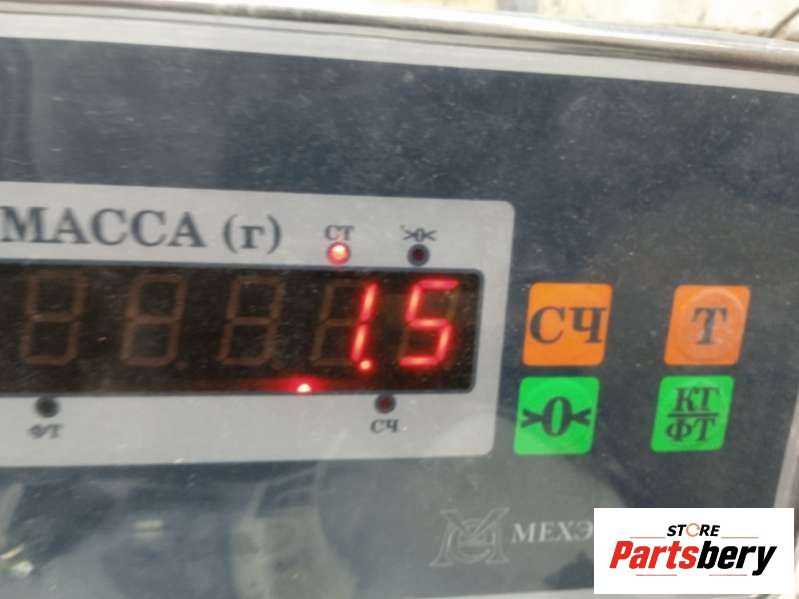 МАССА (г)
СТ >0<
1.5
ФТ СЧ
СЧ Т
>0< КГ
ФТ
МЕХЭ
STORE
Partsbery